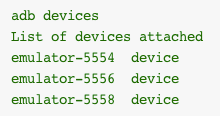 adb devices
List of devices attached
emulator-5554  device
emulator-5556  device
emulator-5558  device